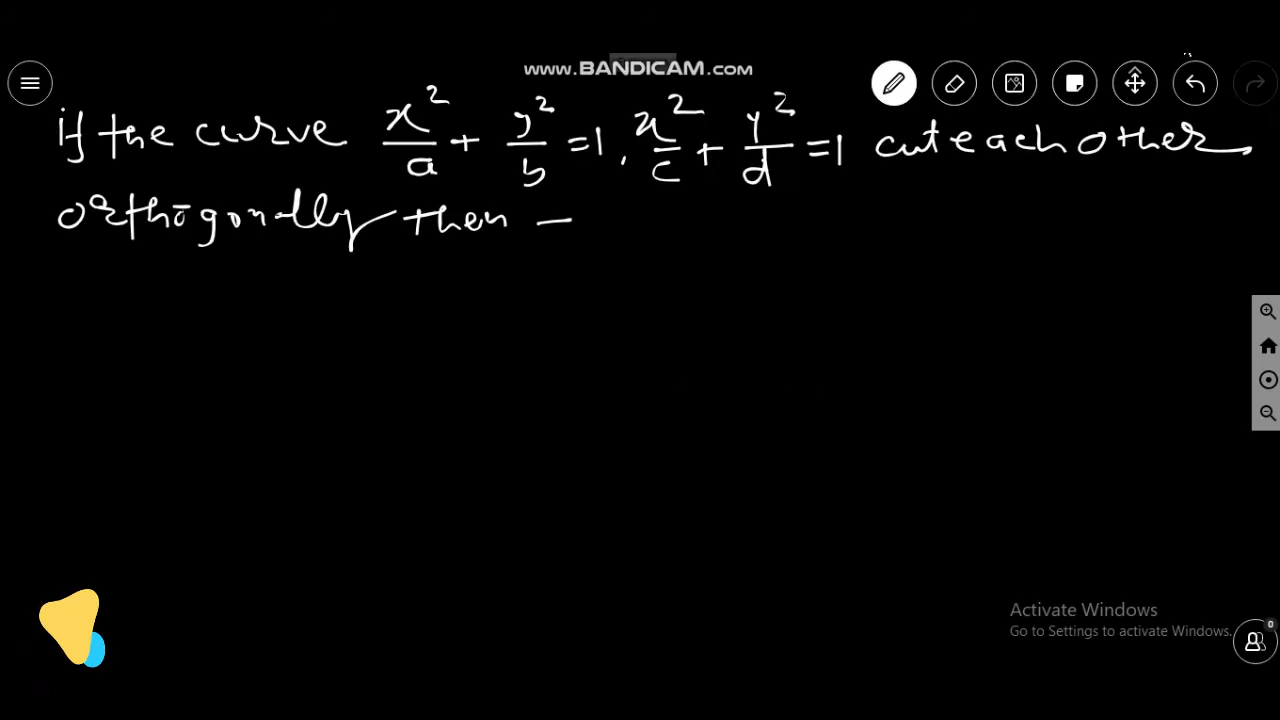 www.BANDICAM.com
If the curve x²/a + y²/b = 1, x²/c + y²/d = 1 cut each other
orthogonally then —
Activate Windows
Go to Settings to activate Windows.
0